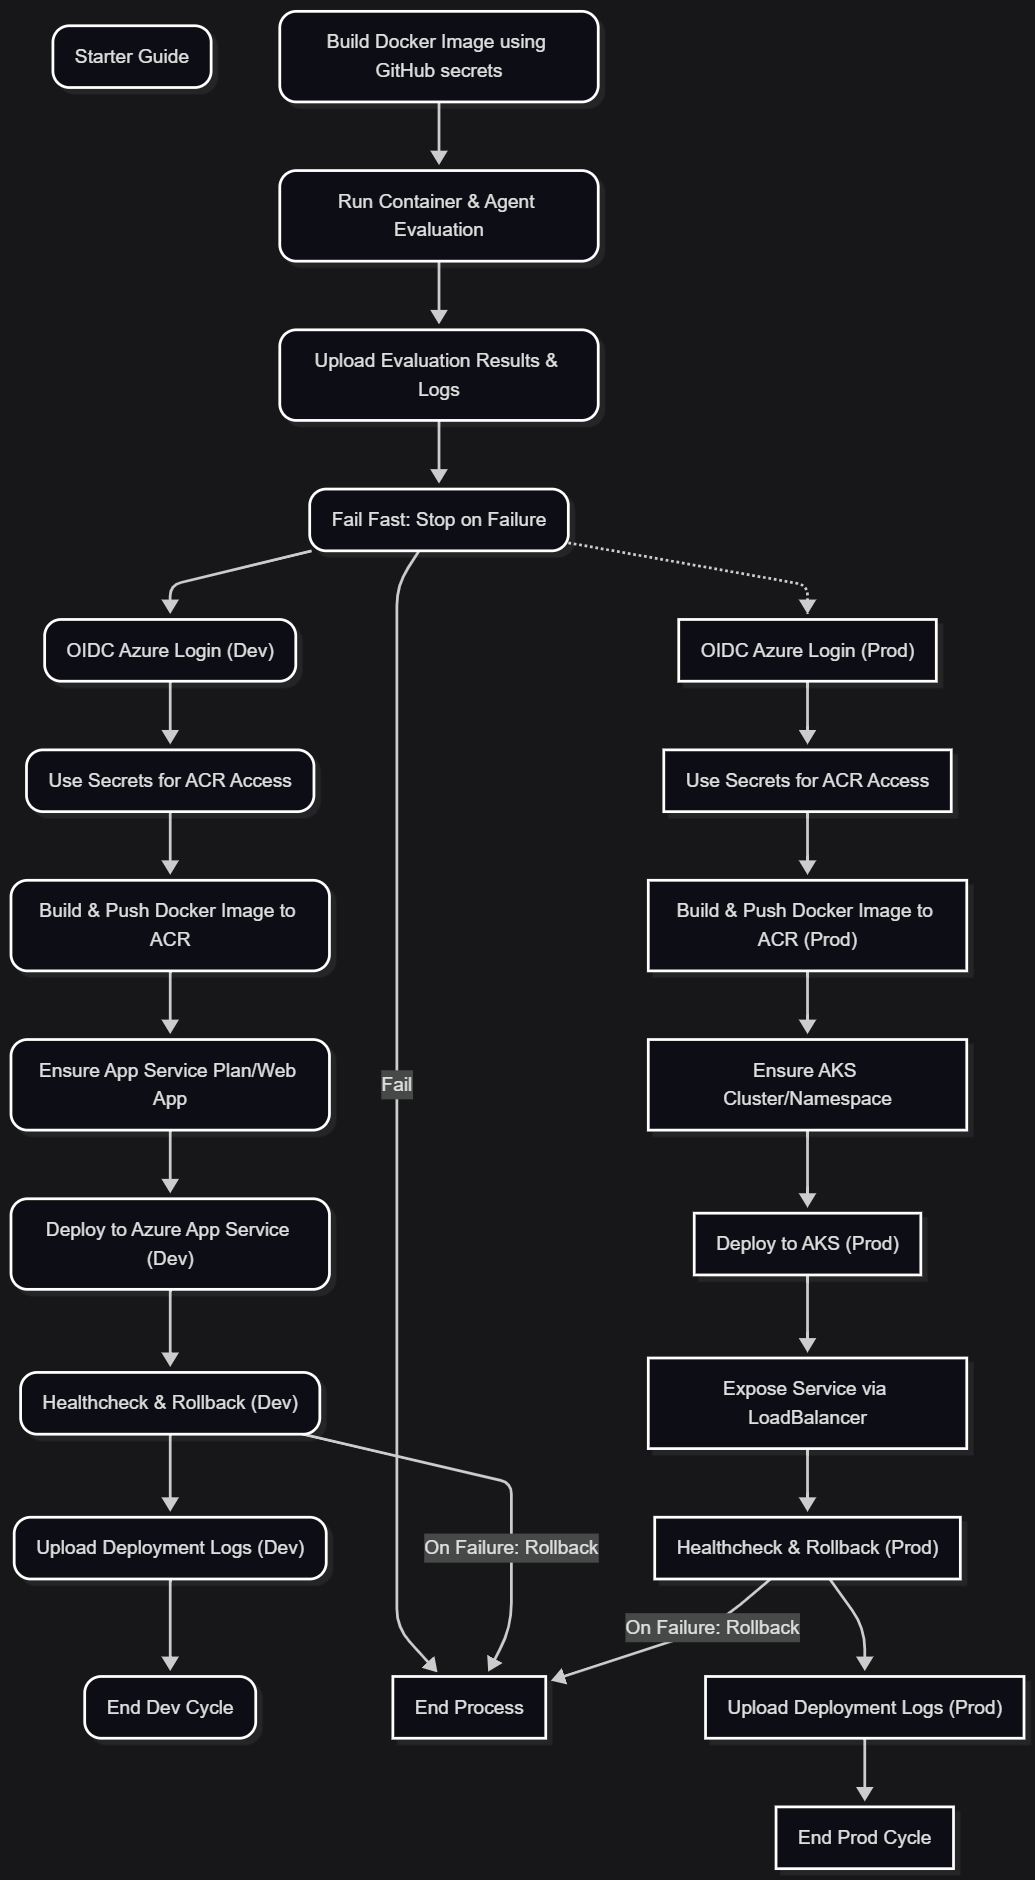 Starter Guide
Build Docker Image using
GitHub secrets
Run Container & Agent
Evaluation
Upload Evaluation Results &
Logs
Fail Fast: Stop on Failure
OIDC Azure Login (Dev)
OIDC Azure Login (Prod)
Use Secrets for ACR Access
Use Secrets for ACR Access
Build & Push Docker Image to
ACR
Build & Push Docker Image to
ACR (Prod)
Ensure App Service Plan/Web
App
Fail
Ensure AKS
Cluster/Namespace
Deploy to Azure App Service
(Dev)
Deploy to AKS (Prod)
Healthcheck & Rollback (Dev)
Expose Service via
LoadBalancer
Upload Deployment Logs (Dev)
On Failure: Rollback
Healthcheck & Rollback (Prod)
On Failure: Rollback
End Dev Cycle
End Process
Upload Deployment Logs (Prod)
End Prod Cycle